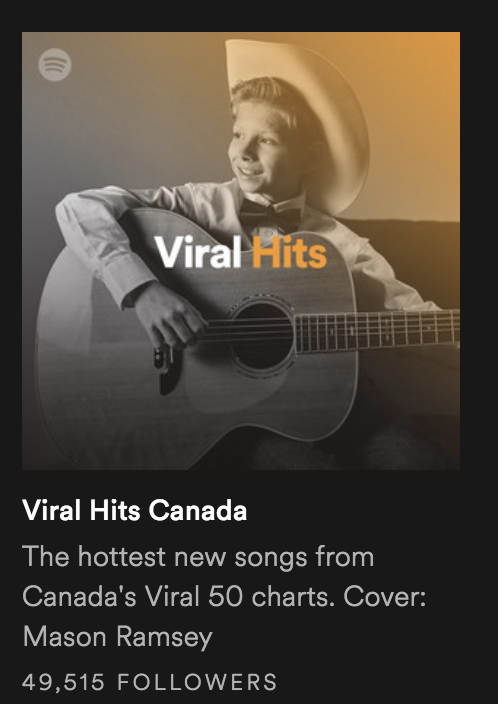 Viral Hits
Viral Hits Canada
The hottest new songs from
Canada's Viral 50 charts. Cover:
Mason Ramsey
49,515 FOLLOWERS